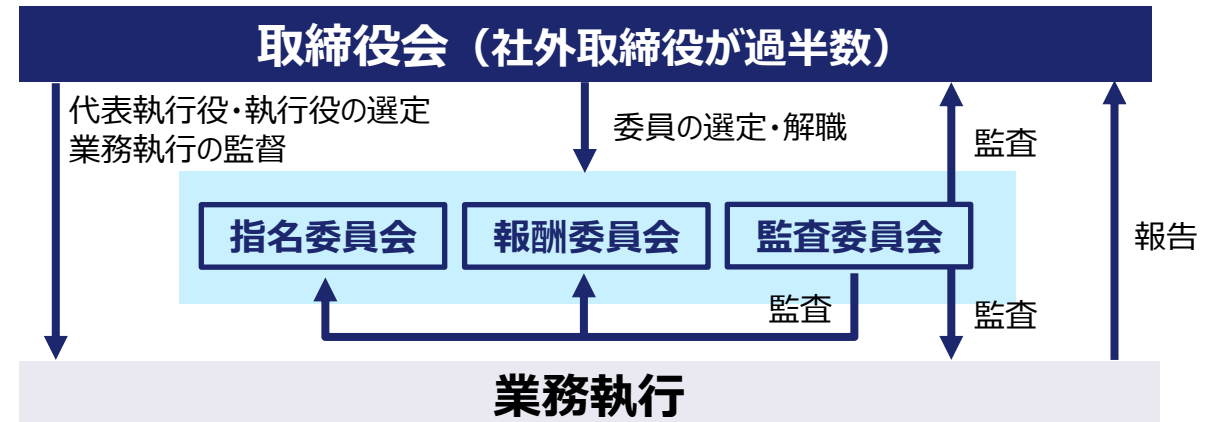 取締役会（社外取締役が過半数）
代表執行役・執行役の選定
業務執行の監督
委員の選定・解職
監査
指名委員会
報酬委員会
監査委員会
報告
監査
監査
業務執行